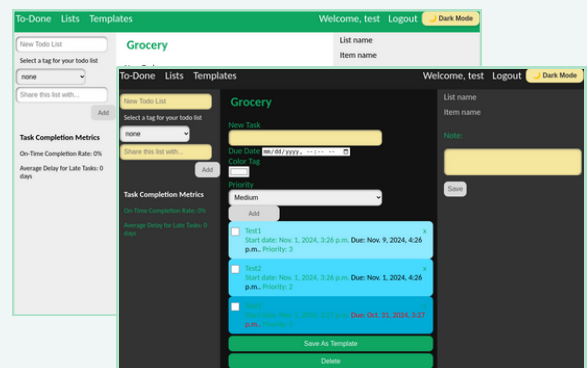 To-Done Lists Templates Welcome, test Logout 🌙 Dark Mode
New Todo List
Select a tag for your todo list
none
Share this list with...
Add
Task Completion Metrics
On-Time Completion Rate: 0%
Average Delay for Late Tasks: 0
days
Grocery
List name
Item name
To-Done Lists Templates Welcome, test Logout 🌙 Dark Mode
New Todo List
Select a tag for your todo list
none
Share this list with...
Add
Task Completion Metrics
On-Time Completion Rate: 0%
Average Delay for Late Tasks: 0
days
Grocery
New Task
Due Date mm/dd/yyyy, --:-- --
Color Tag
Priority
Medium
Add
Test1 x
Start date: Nov. 1, 2024, 3:26 p.m. Due: Nov. 9, 2024, 4:26
p.m.. Priority: 3
Test2 x
Start date: Nov. 1, 2024, 3:26 p.m. Due: Nov. 1, 2024, 4:26
p.m.. Priority: 2
x
Due: Oct. 31, 2024, 3:27
p.m..
Save As Template
Delete
List name
Item name
Note:
Save